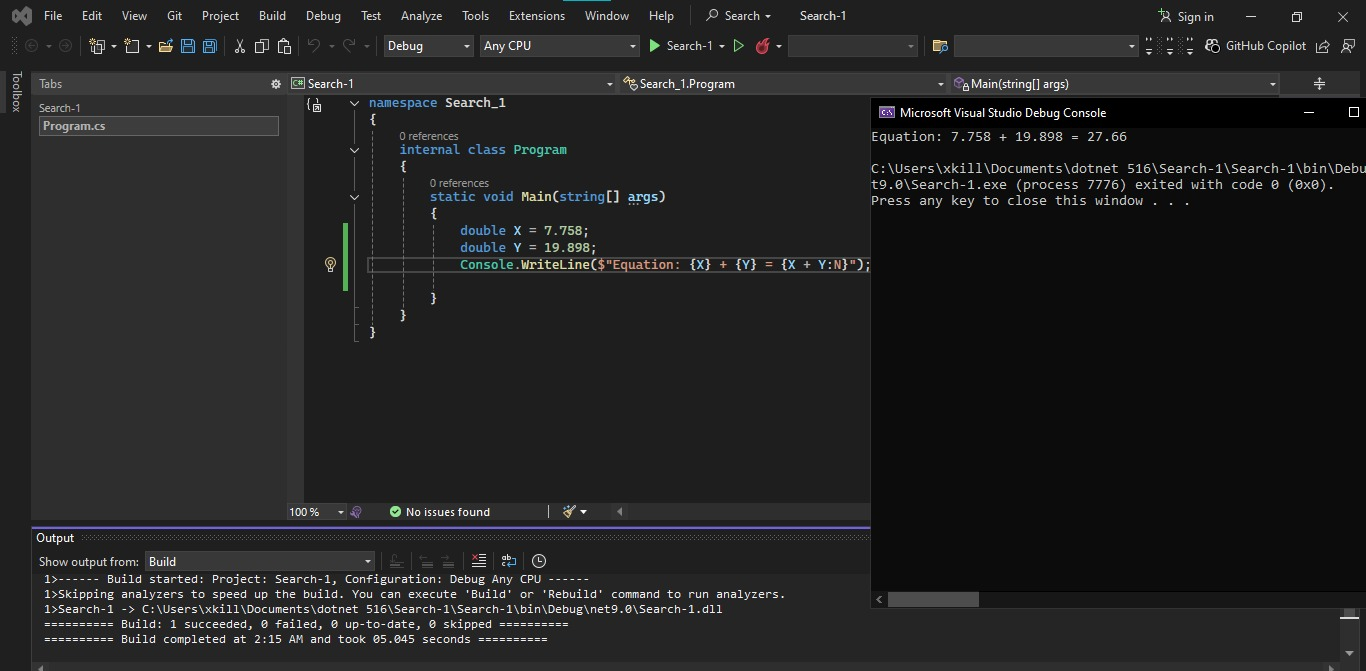 File Edit View Git Project Build Debug Test Analyze Tools Extensions Window Help Search Search-1 Sign in
Debug Any CPU Search-1 GitHub Copilot
Toolbox
Tabs
Search-1
Program.cs
C# Search-1 Search_1.Program Main(string[] args)
namespace Search_1
{
0 references
internal class Program
{
0 references
static void Main(string[] args)
{
double X = 7.758;
double Y = 19.898;
Console.WriteLine($"Equation: {X} + {Y} = {X + Y:N}");
}
}
}
Microsoft Visual Studio Debug Console
Equation: 7.758 + 19.898 = 27.66
C:\Users\xkill\Documents\dotnet 516\Search-1\Search-1\bin\Debu
t9.0\Search-1.exe (process 7776) exited with code 0 (0x0).
Press any key to close this window . . .
100 % No issues found
Output
Show output from: Build
1>------ Build started: Project: Search-1, Configuration: Debug Any CPU ------
1>Skipping analyzers to speed up the build. You can execute 'Build' or 'Rebuild' command to run analyzers.
1>Search-1 -> C:\Users\xkill\Documents\dotnet 516\Search-1\Search-1\bin\Debug\net9.0\Search-1.dll
========== Build: 1 succeeded, 0 failed, 0 up-to-date, 0 skipped ==========
========== Build completed at 2:15 AM and took 05.045 seconds ==========